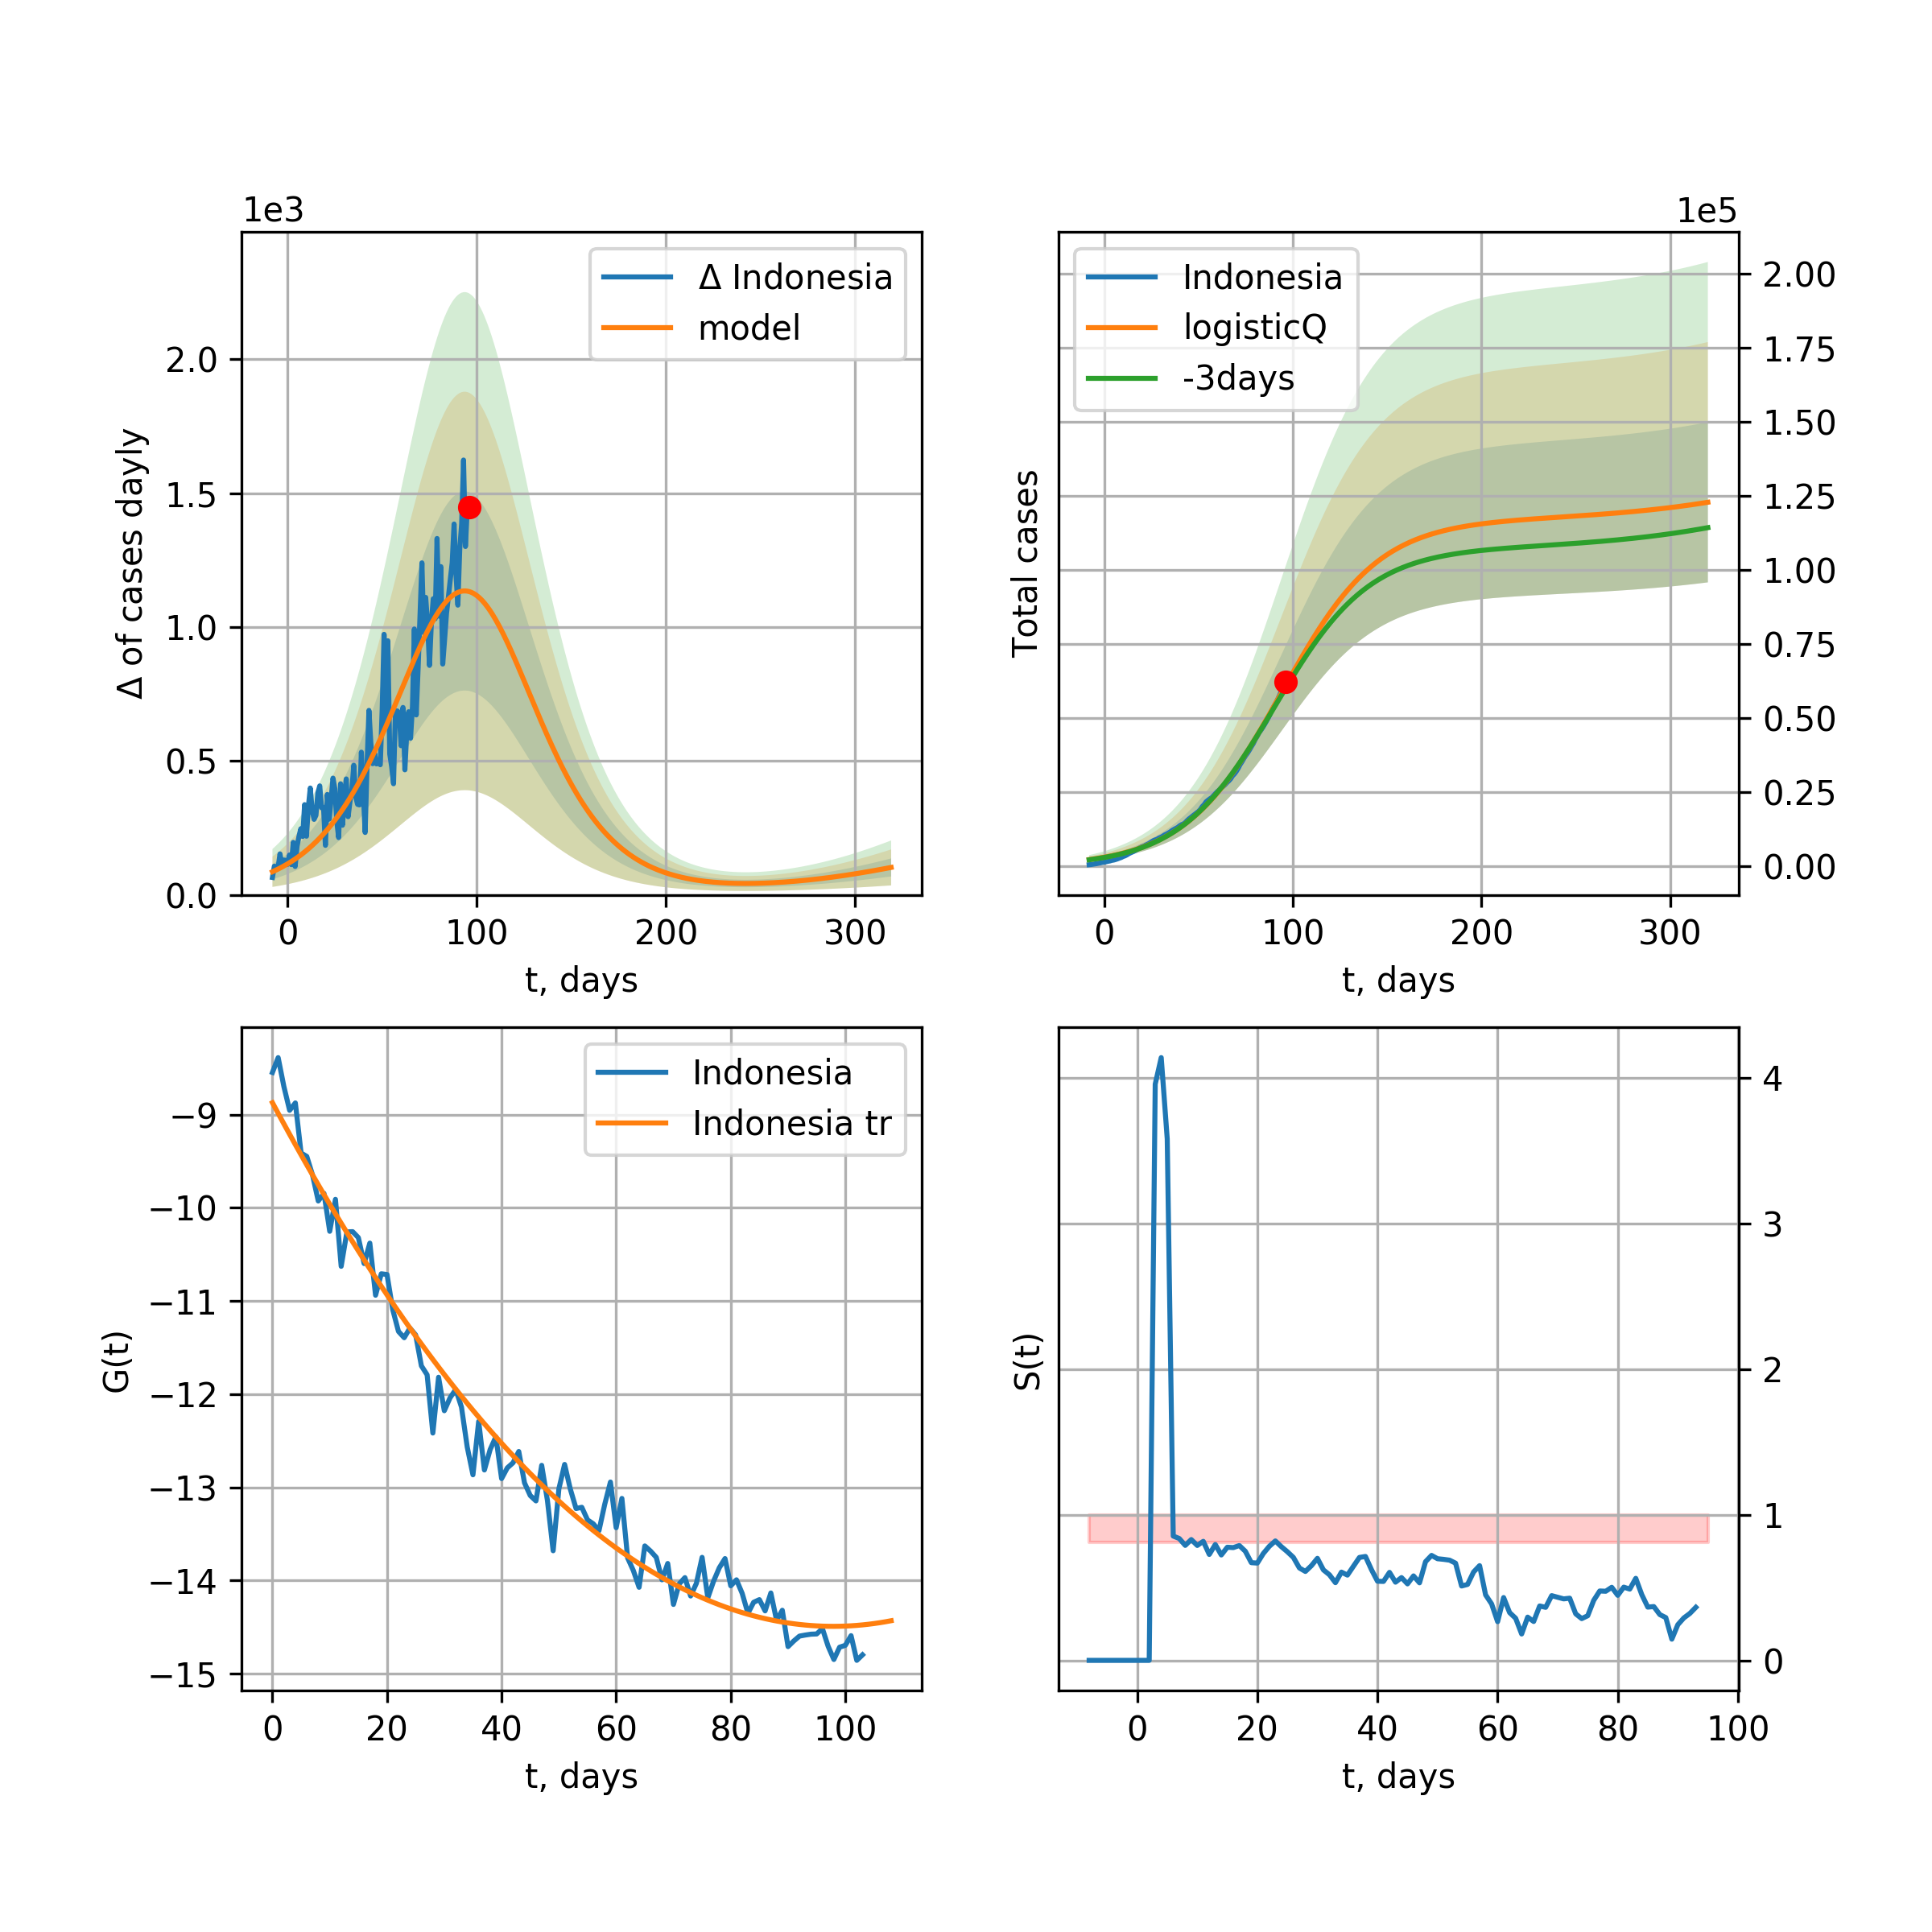 1e3
Δ Indonesia
model
2.0
1.5
1.0
0.5
0.0
Δ of cases dayly
0 100 200 300
t, days
1e5
Indonesia
logisticQ
-3days
2.00
1.75
1.50
1.25
1.00
0.75
0.50
0.25
0.00
Total cases
0 100 200 300
t, days
Indonesia
Indonesia tr
−9
−10
−11
−12
−13
−14
−15
G(t)
0 20 40 60 80 100
t, days
4
3
2
1
0
S(t)
0 20 40 60 80 100
t, days